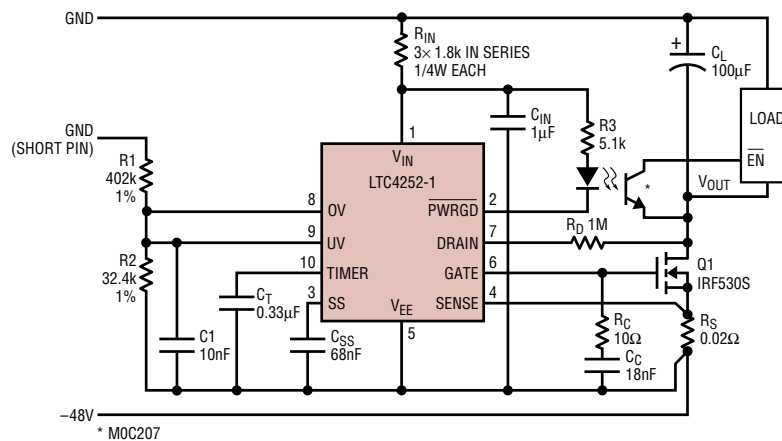 GND
RIN
3× 1.8k IN SERIES
1/4W EACH
+
CL
100µF
LOAD
EN
GND
(SHORT PIN)
R1
402k
1%
1
VIN
LTC4252-1
CIN
1µF
R3
5.1k
*
VOUT
8
OV
PWRGD
2
9
UV
DRAIN
7
RD 1M
R2
32.4k
1%
10
TIMER
GATE
6
Q1
IRF530S
3
SS
VEE
SENSE
4
5
CT
0.33µF
C1
10nF
CSS
68nF
RC
10Ω
CC
18nF
RS
0.02Ω
−48V
* M0C207